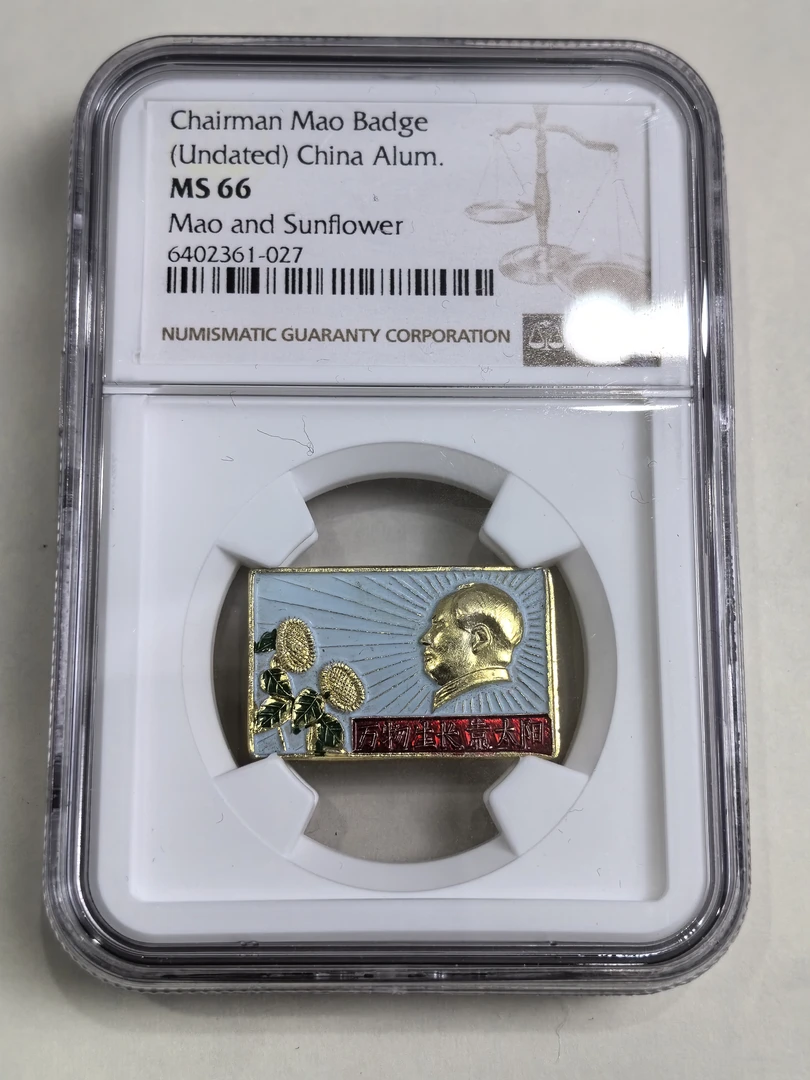 Chairman Mao Badge
(Undated) China Alum.
MS 66
Mao and Sunflower
6402361-027
NUMISMATIC GUARANTY CORPORATION
万物生长靠太阳